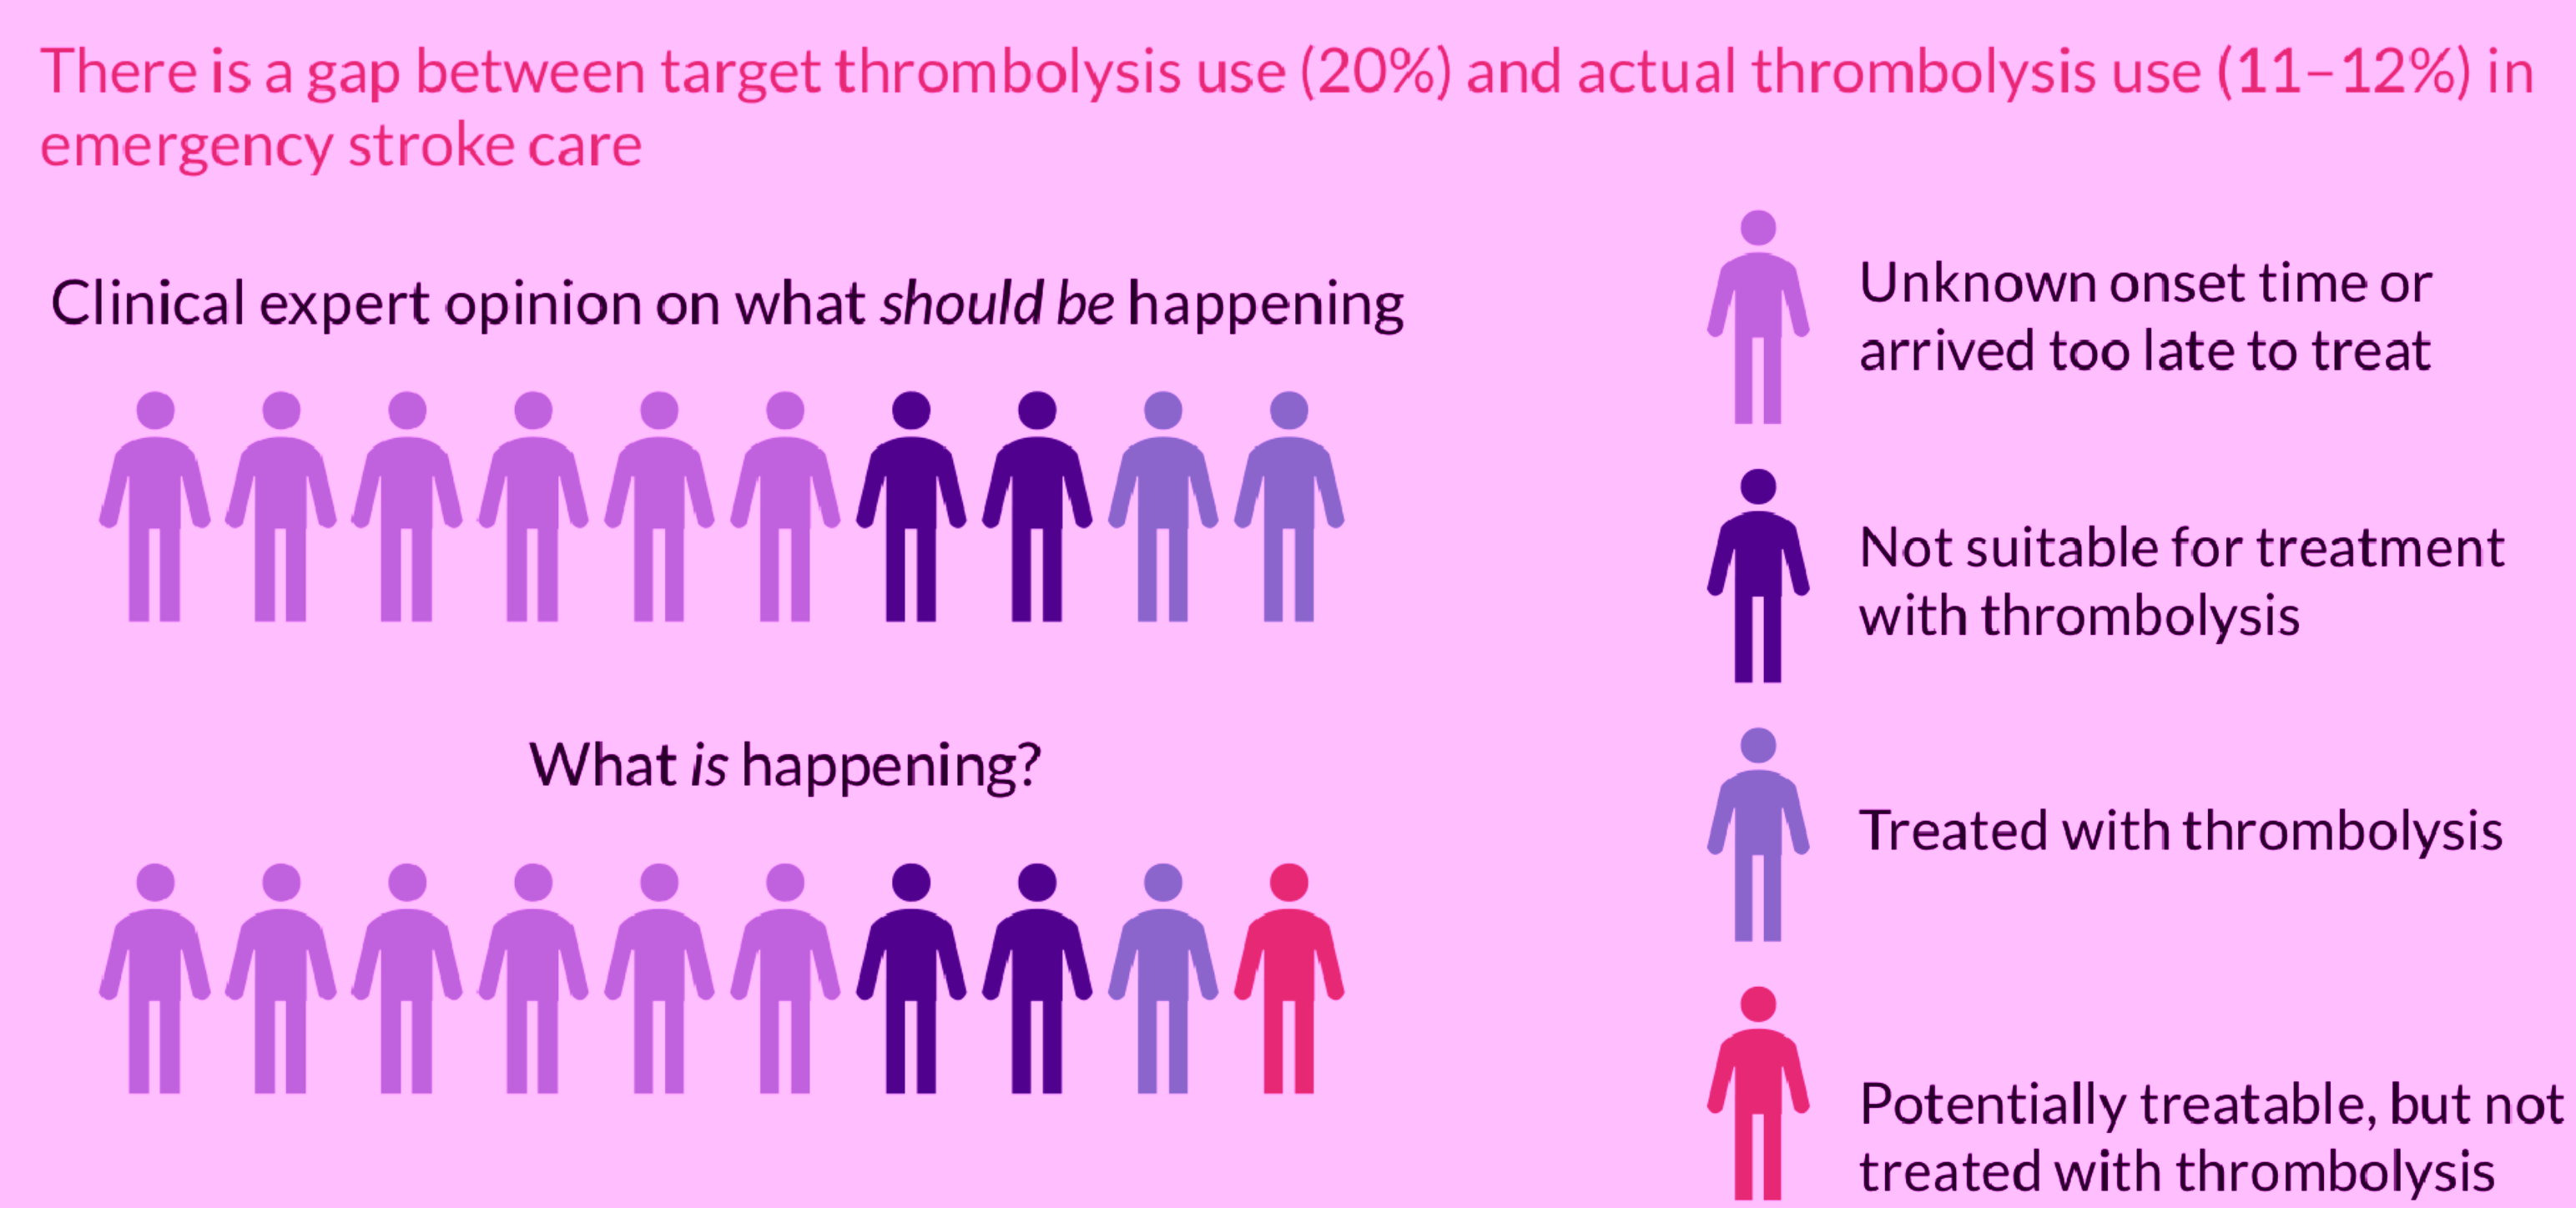 There is a gap between target thrombolysis use (20%) and actual thrombolysis use (11–12%) in
emergency stroke care
Clinical expert opinion on what should be happening
What is happening?
Unknown onset time or
arrived too late to treat
Not suitable for treatment
with thrombolysis
Treated with thrombolysis
Potentially treatable, but not
treated with thrombolysis